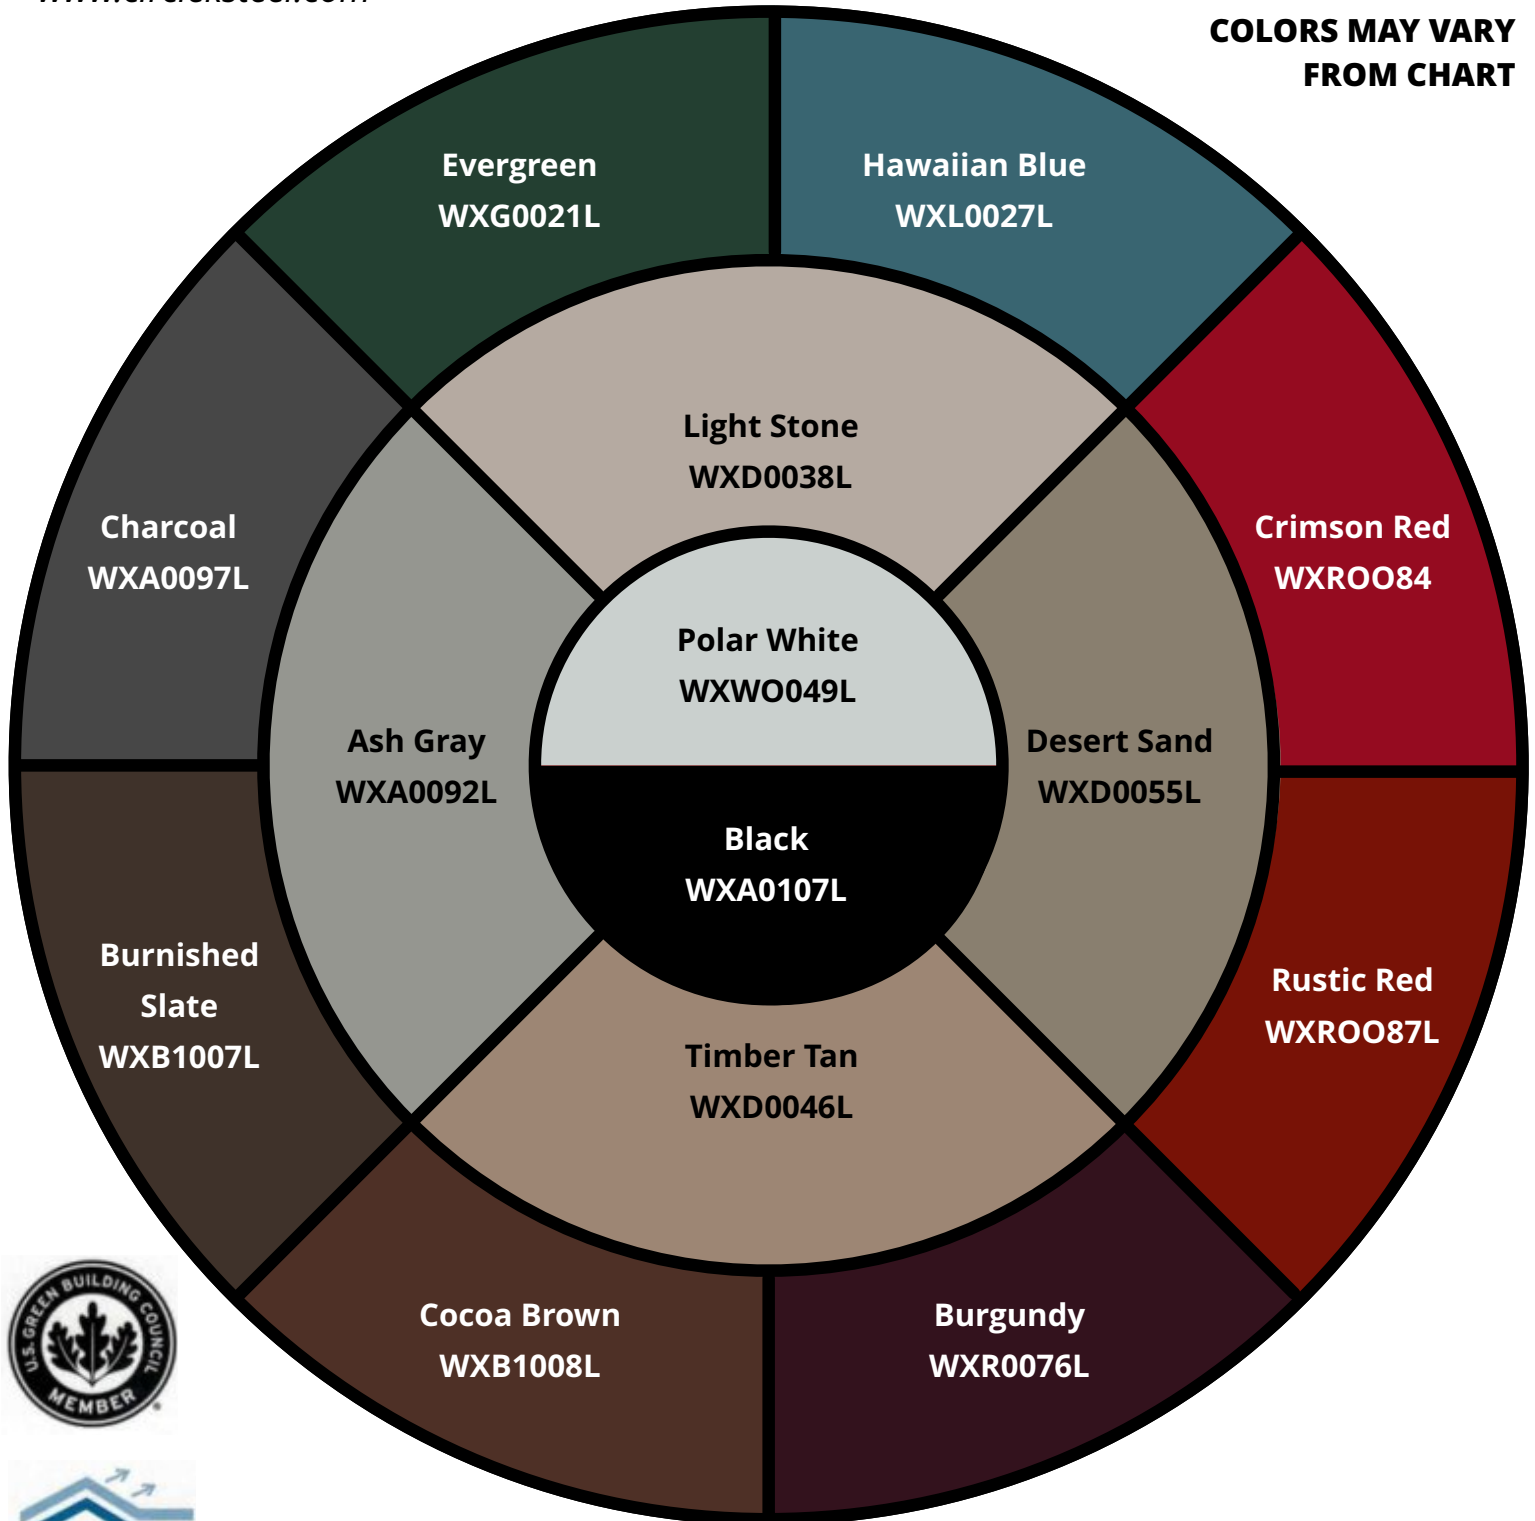 COLORS MAY VARY
FROM CHART
Evergreen
WXG0021L
Hawaiian Blue
WXL0027L
Light Stone
WXD0038L
Charcoal
WXA0097L
Crimson Red
WXROO84
Polar White
WXWO049L
Ash Gray
WXA0092L
Desert Sand
WXD0055L
Black
WXA0107L
Burnished
Slate
WXB1007L
Rustic Red
WXROO87L
Timber Tan
WXD0046L
Cocoa Brown
WXB1008L
Burgundy
WXR0076L
U.S. GREEN BUILDING COUNCIL
MEMBER